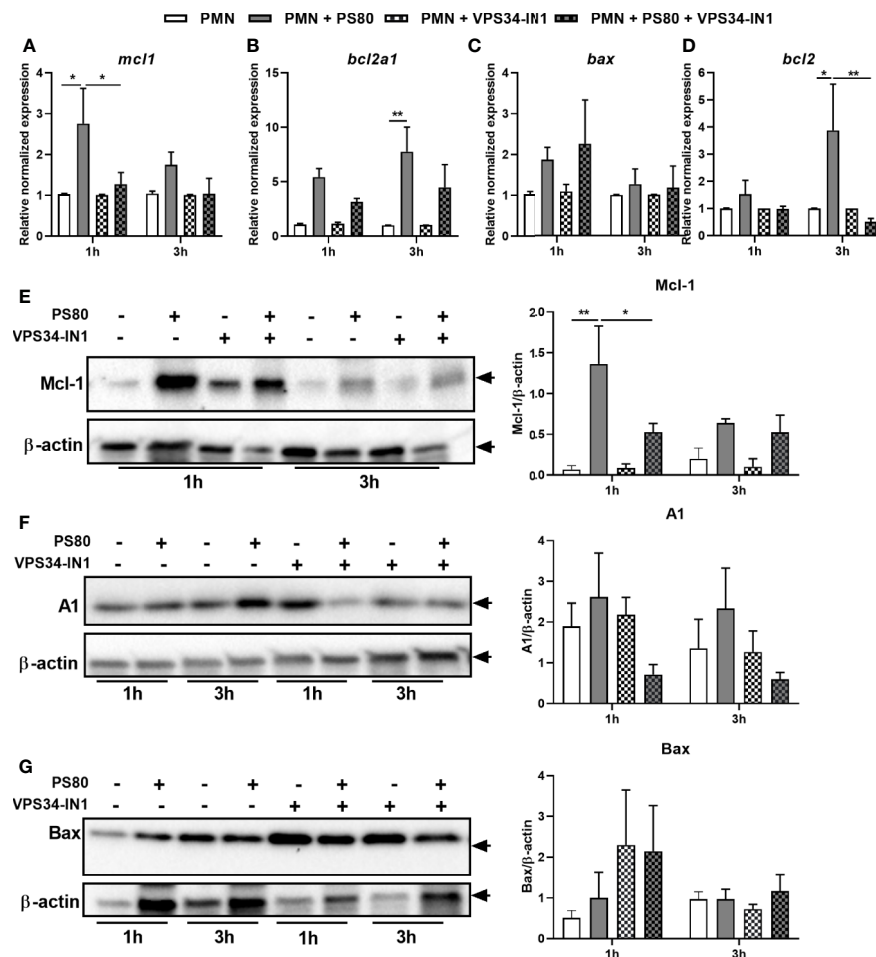 PMN PMN + PS80 PMN + VPS34-IN1 PMN + PS80 + VPS34-IN1
A mcl1
Relative normalized expression
4
3
2
1
0
* *
1h 3h
B bcl2a1
Relative normalized expression
15
10
5
0
**
1h 3h
C bax
Relative normalized expression
4
3
2
1
0
1h 3h
D bcl2
Relative normalized expression
6
5
4
3
2
1
0
* **
1h 3h
E
PS80 - + - + - + - +
VPS34-IN1 - - + + - - + +
Mcl-1
β-actin
1h 3h
Mcl-1
Mcl-1/β-actin
2.0
1.5
1.0
0.5
0.0
** *
1h 3h
F
PS80 - + - + - + - +
VPS34-IN1 - - - - + + + +
A1
β-actin
1h 3h 1h 3h
A1
A1/β-actin
4
3
2
1
0
1h 3h
G
PS80 - + - + - + - +
VPS34-IN1 - - - - + + + +
Bax
β-actin
1h 3h 1h 3h
Bax
Bax/β-actin
4
3
2
1
0
1h 3h